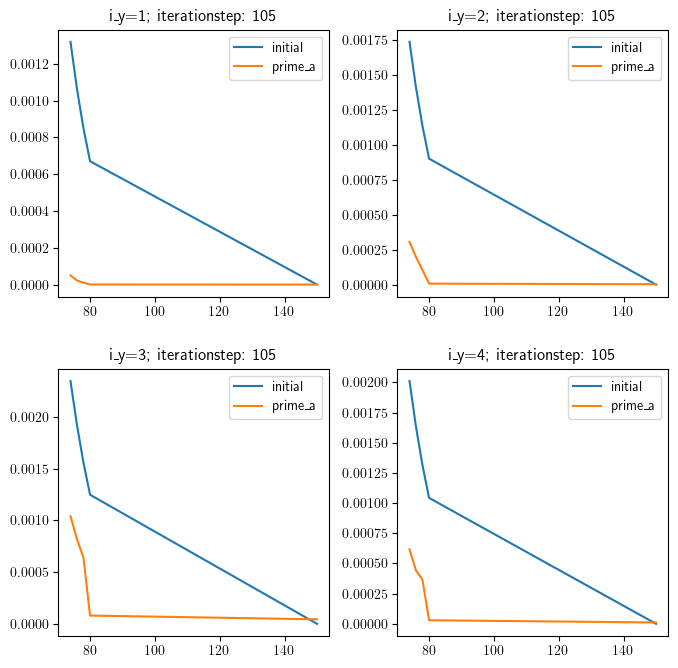 i_y=1; iterationstep: 105
initial
prime_a
0.0012
0.0010
0.0008
0.0006
0.0004
0.0002
0.0000
80 100 120 140
i_y=2; iterationstep: 105
initial
prime_a
0.00175
0.00150
0.00125
0.00100
0.00075
0.00050
0.00025
0.00000
80 100 120 140
i_y=3; iterationstep: 105
initial
prime_a
0.0020
0.0015
0.0010
0.0005
0.0000
80 100 120 140
i_y=4; iterationstep: 105
initial
prime_a
0.00200
0.00175
0.00150
0.00125
0.00100
0.00075
0.00050
0.00025
0.00000
80 100 120 140